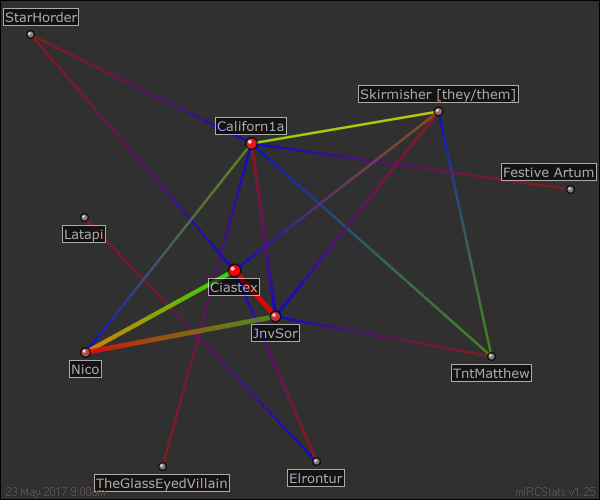 StarHorder
Skirmisher [they/them]
Californ1a
Festive Artum
Latapi
Ciastex
JnvSor
Nico
TntMatthew
TheGlassEyedVillain
Elrontur
23 May 2017 9:00am
mIRCStats v1.25